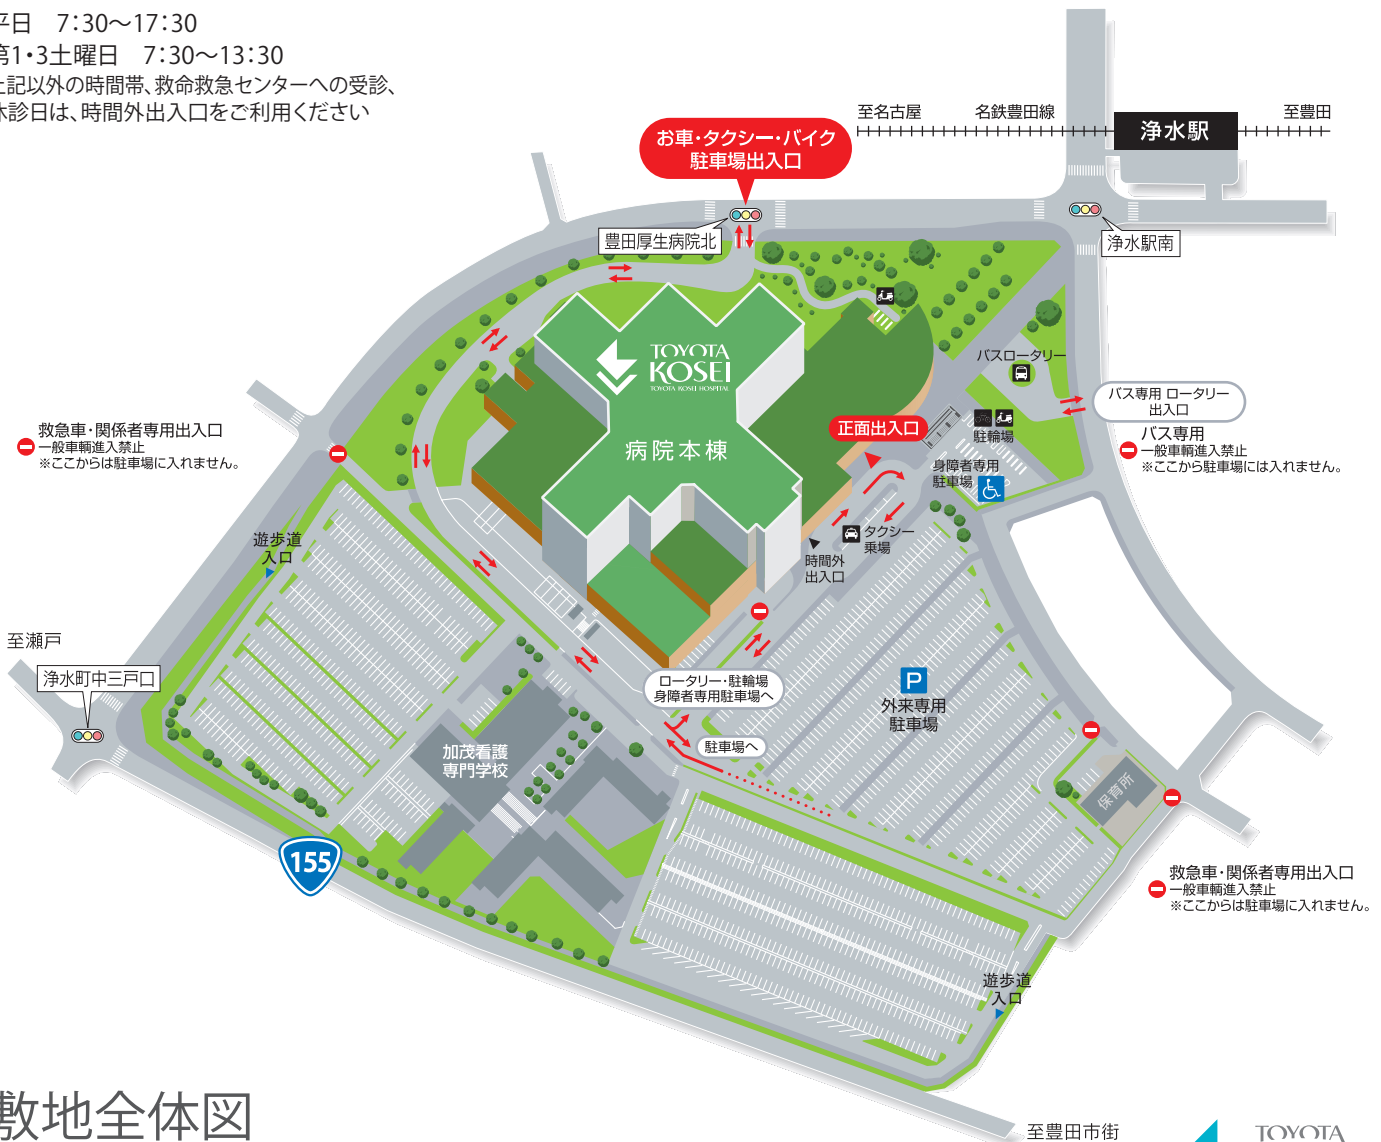 平日　7：30〜17：30
第1・3土曜日　7：30〜13：30
上記以外の時間帯、救命救急センターへの受診、
休診日は、時間外出入口をご利用ください
至名古屋
名鉄豊田線
浄水駅
至豊田
お車・タクシー・バイク
駐車場出入口
豊田厚生病院北
浄水駅南
TOYOTA
KOSEI
TOYOTA KOSEI HOSPITAL
病院本棟
バスロータリー
バス専用 ロータリー
出入口
バス専用
一般車輌進入禁止
※ここから駐車場には入れません。
救急車・関係者専用出入口
一般車輌進入禁止
※ここからは駐車場に入れません。
正面出入口
駐輪場
身障者専用
駐車場
タクシー
乗場
時間外
出入口
遊歩道
入口
至瀬戸
浄水町中三戸口
ロータリー・駐輪場
身障者専用駐車場へ
駐車場へ
P
外来専用
駐車場
加茂看護
専門学校
保育所
155
救急車・関係者専用出入口
一般車輌進入禁止
※ここからは駐車場に入れません。
遊歩道
入口
敷地全体図
至豊田市街
TOYOTA